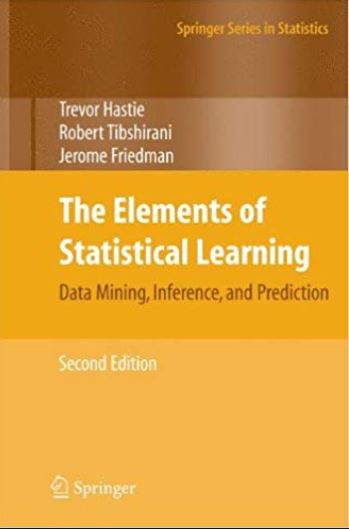 Springer Series in Statistics
Trevor Hastie
Robert Tibshirani
Jerome Friedman
The Elements of
Statistical Learning
Data Mining, Inference, and Prediction
Second Edition
Springer